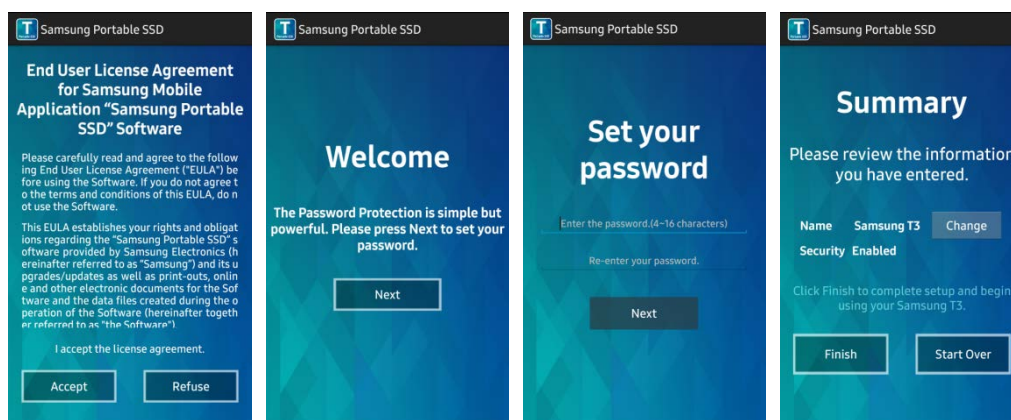 T Samsung Portable SSD
End User License Agreement
for Samsung Mobile
Application “Samsung Portable
SSD” Software
Please carefully read and agree to the follow
ing End User License Agreement ("EULA") be
fore using the Software. If you do not agree t
o the terms and conditions of this EULA, do n
ot use the Software.
This EULA establishes your rights and obligat
ions regarding the “Samsung Portable SSD” s
oftware provided by Samsung Electronics (h
ereinafter referred to as “Samsung”) and its u
pgrades/updates as well as print-outs, onlin
e and other electronic documents for the Sof
tware and the data files created during the o
peration of the Software (hereinafter togeth
er referred to as “the Software”)
I accept the license agreement.
Accept
Refuse
T Samsung Portable SSD
Welcome
The Password Protection is simple but
powerful. Please press Next to set your
password.
Next
T Samsung Portable SSD
Set your
password
Enter the password.(4~16 characters)
Re-enter your password.
Next
T Samsung Portable SSD
Summary
Please review the information
you have entered.
Name Samsung T3 Change
Security Enabled
Click Finish to complete setup and begin
using your Samsung T3.
Finish
Start Over